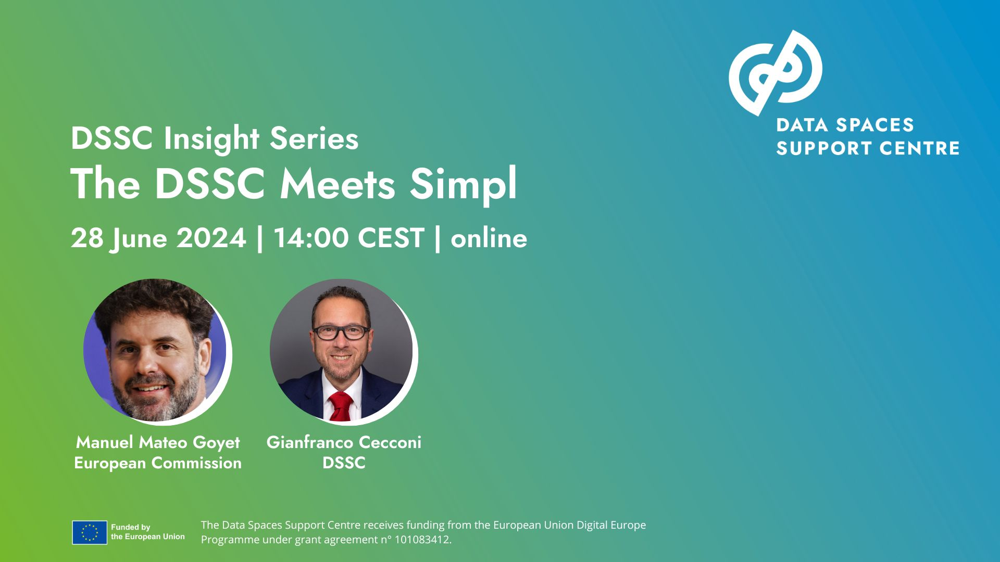 DATA SPACES
SUPPORT CENTRE
DSSC Insight Series
The DSSC Meets Simpl
28 June 2024 | 14:00 CEST | online
Manuel Mateo Goyet
European Commission
Gianfranco Cecconi
DSSC
Funded by
the European Union
The Data Spaces Support Centre receives funding from the European Union Digital Europe
Programme under grant agreement n° 101083412.